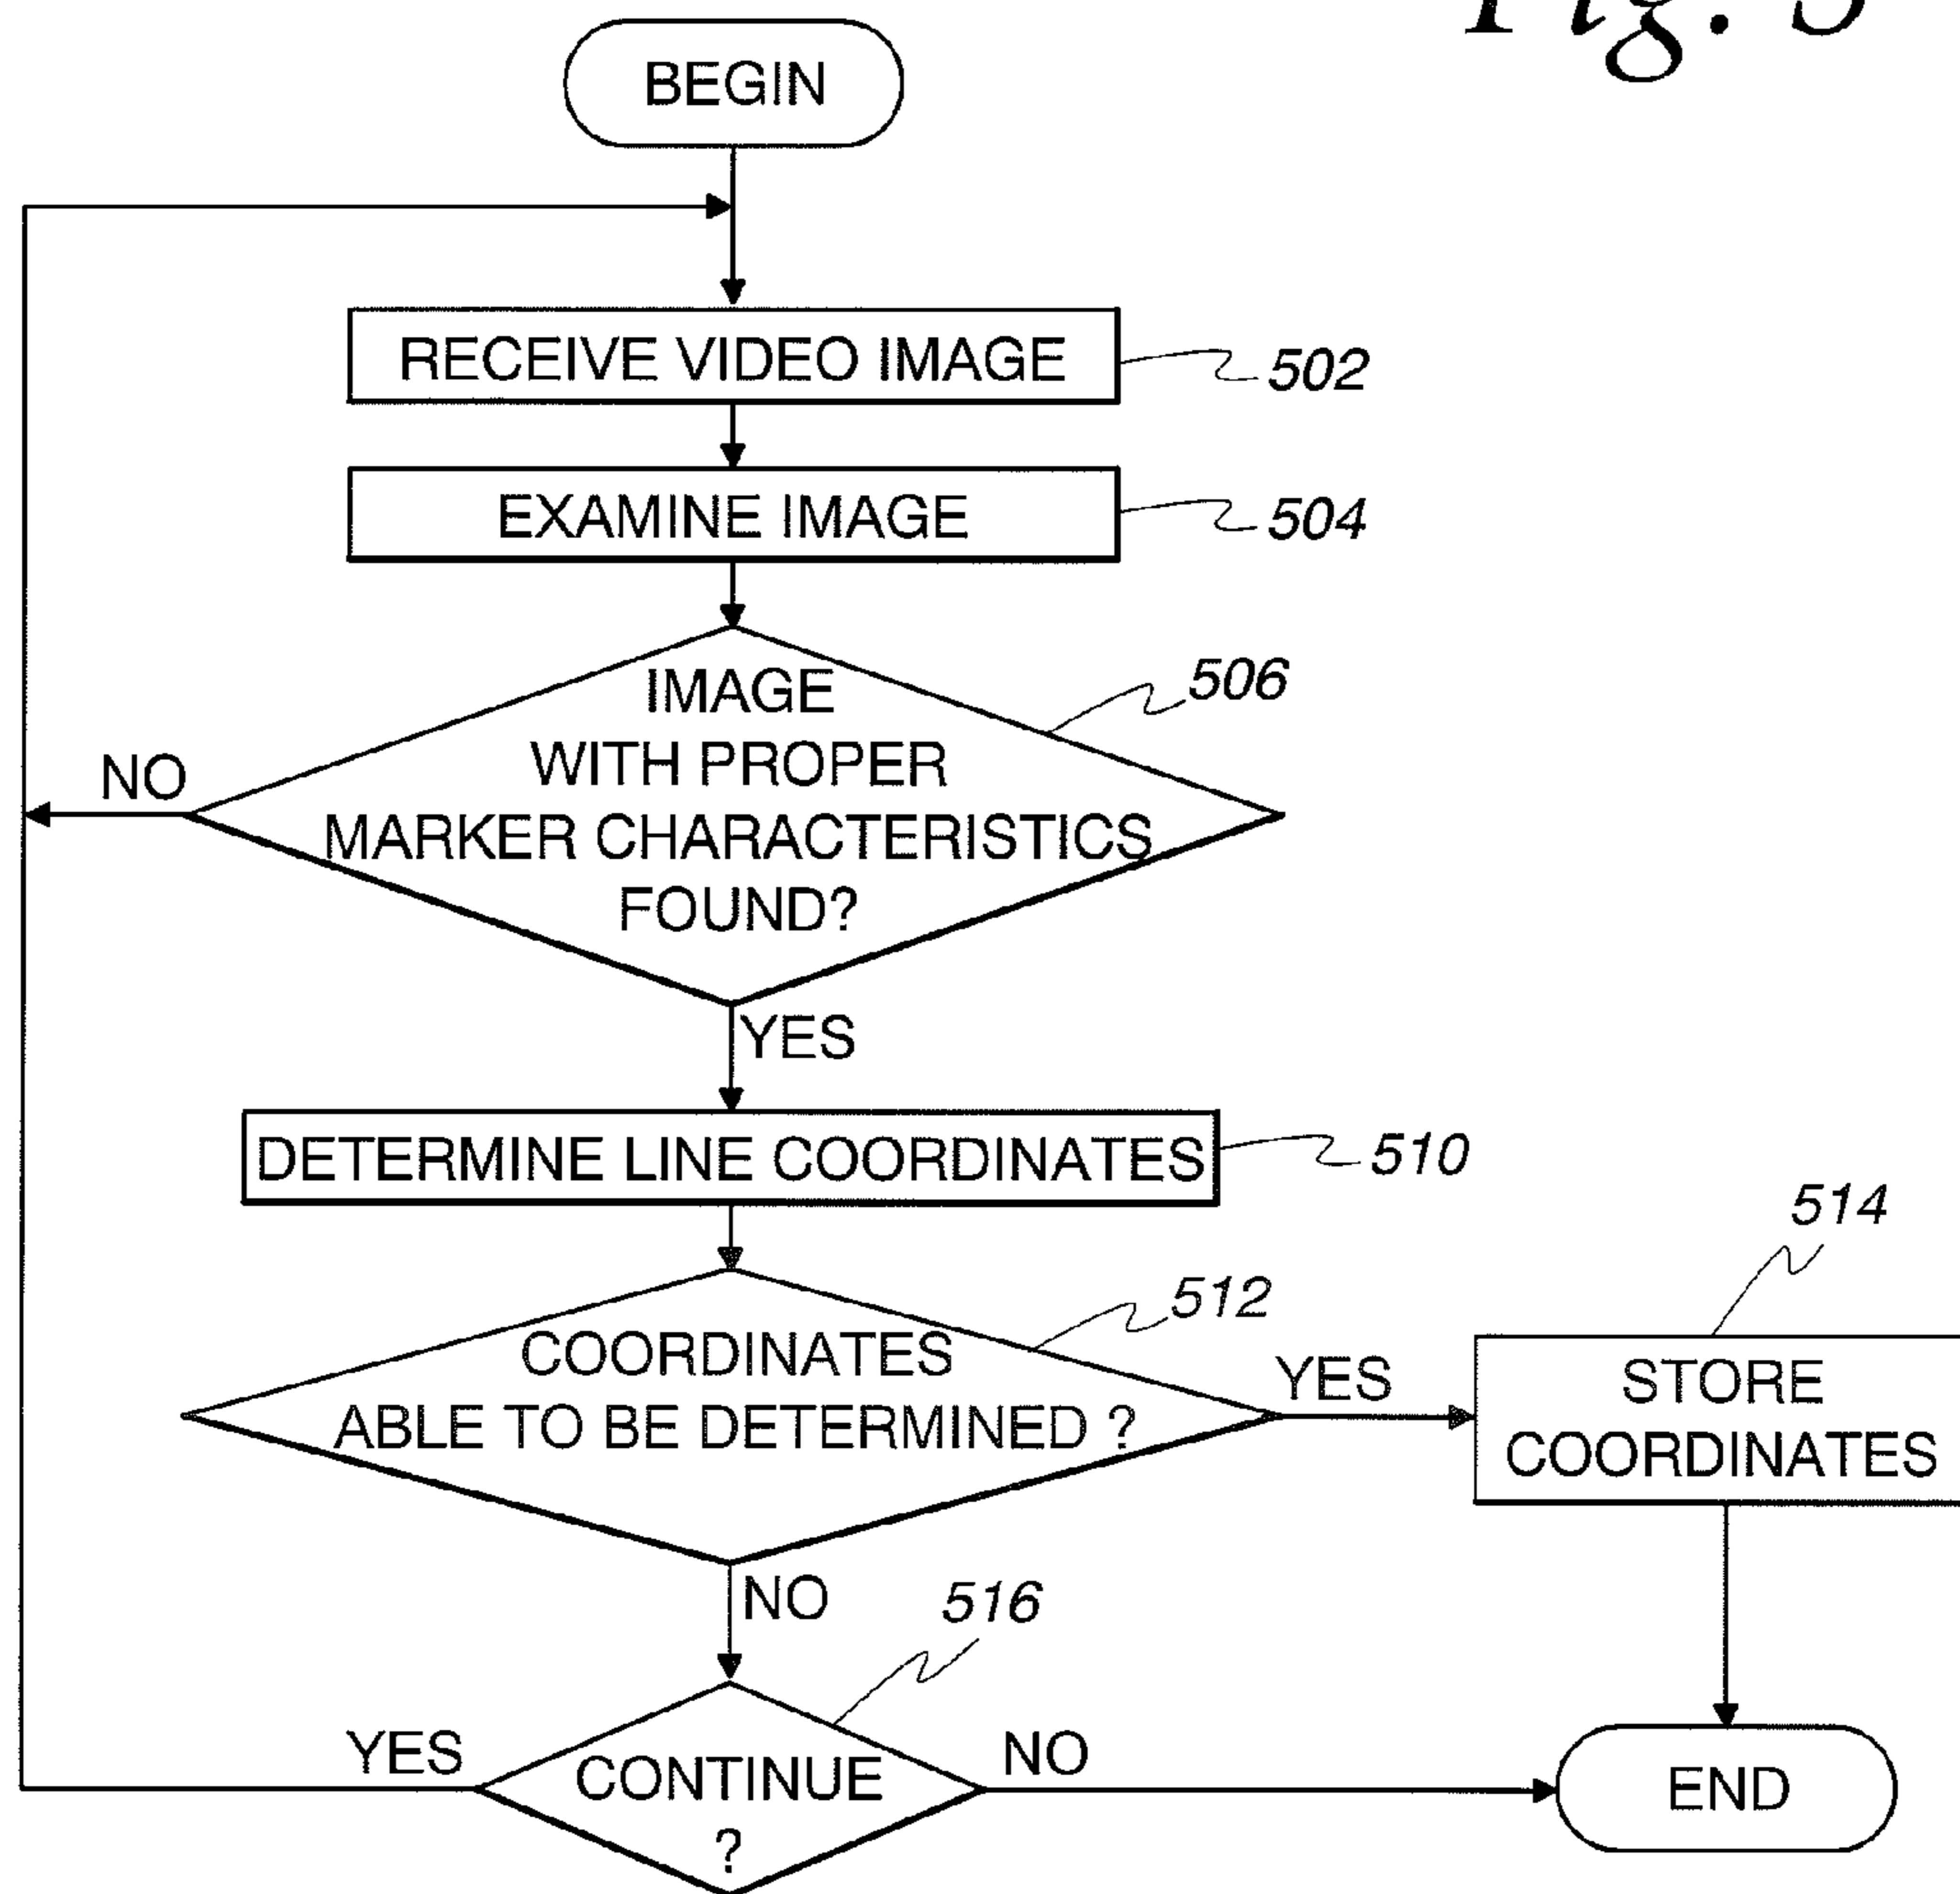 Fig. 5
BEGIN
RECEIVE VIDEO IMAGE
502
EXAMINE IMAGE
504
IMAGE
WITH PROPER
MARKER CHARACTERISTICS
FOUND?
506
NO
YES
DETERMINE LINE COORDINATES
510
COORDINATES
ABLE TO BE DETERMINED ?
512
YES
514
STORE
COORDINATES
NO
516
YES
CONTINUE
?
NO
END